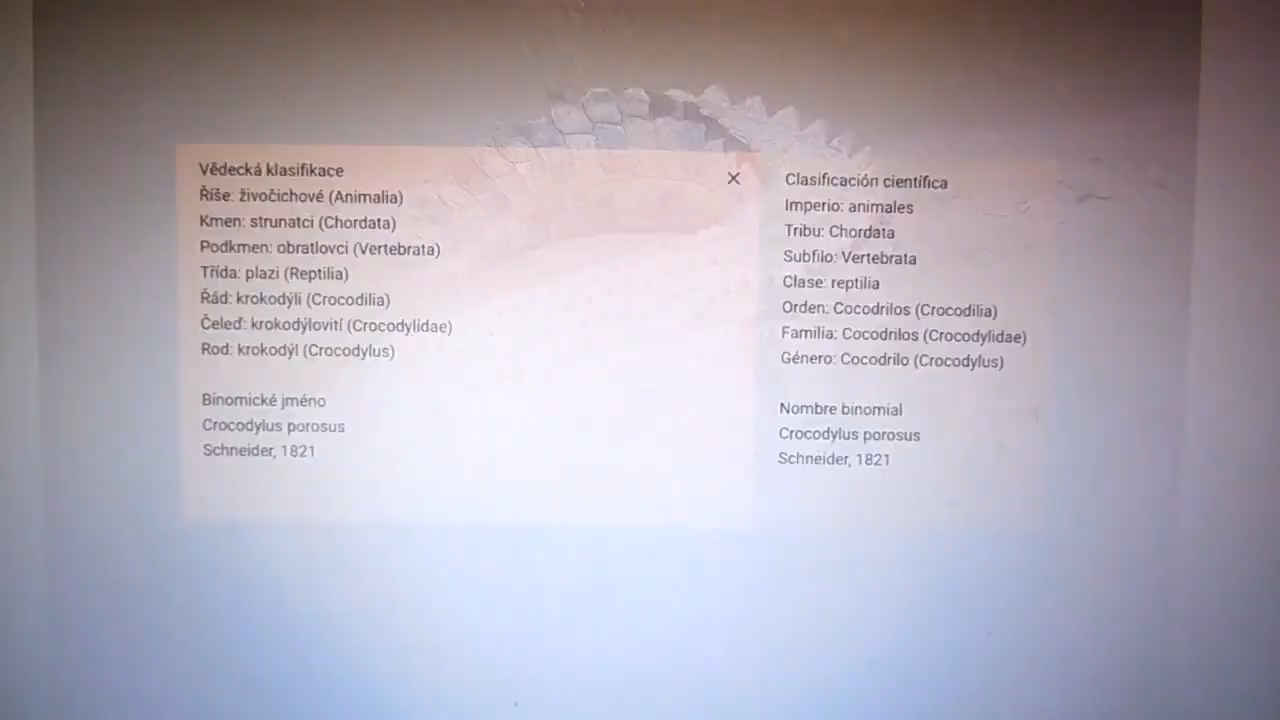 Vědecká klasifikace
Říše: živočichové (Animalia)
Kmen: strunatci (Chordata)
Podkmen: obratlovci (Vertebrata)
Třída: plazi (Reptilia)
Řád: krokodýli (Crocodilia)
Čeleď: krokodýlovití (Crocodylidae)
Rod: krokodýl (Crocodylus)
Binomické jméno
Crocodylus porosus
Schneider, 1821
Clasificación científica
Imperio: animales
Tribu: Chordata
Subfilo: Vertebrata
Clase: reptilia
Orden: Cocodrilos (Crocodilia)
Familia: Cocodrilos (Crocodylidae)
Género: Cocodrilo (Crocodylus)
Nombre binomial
Crocodylus porosus
Schneider, 1821